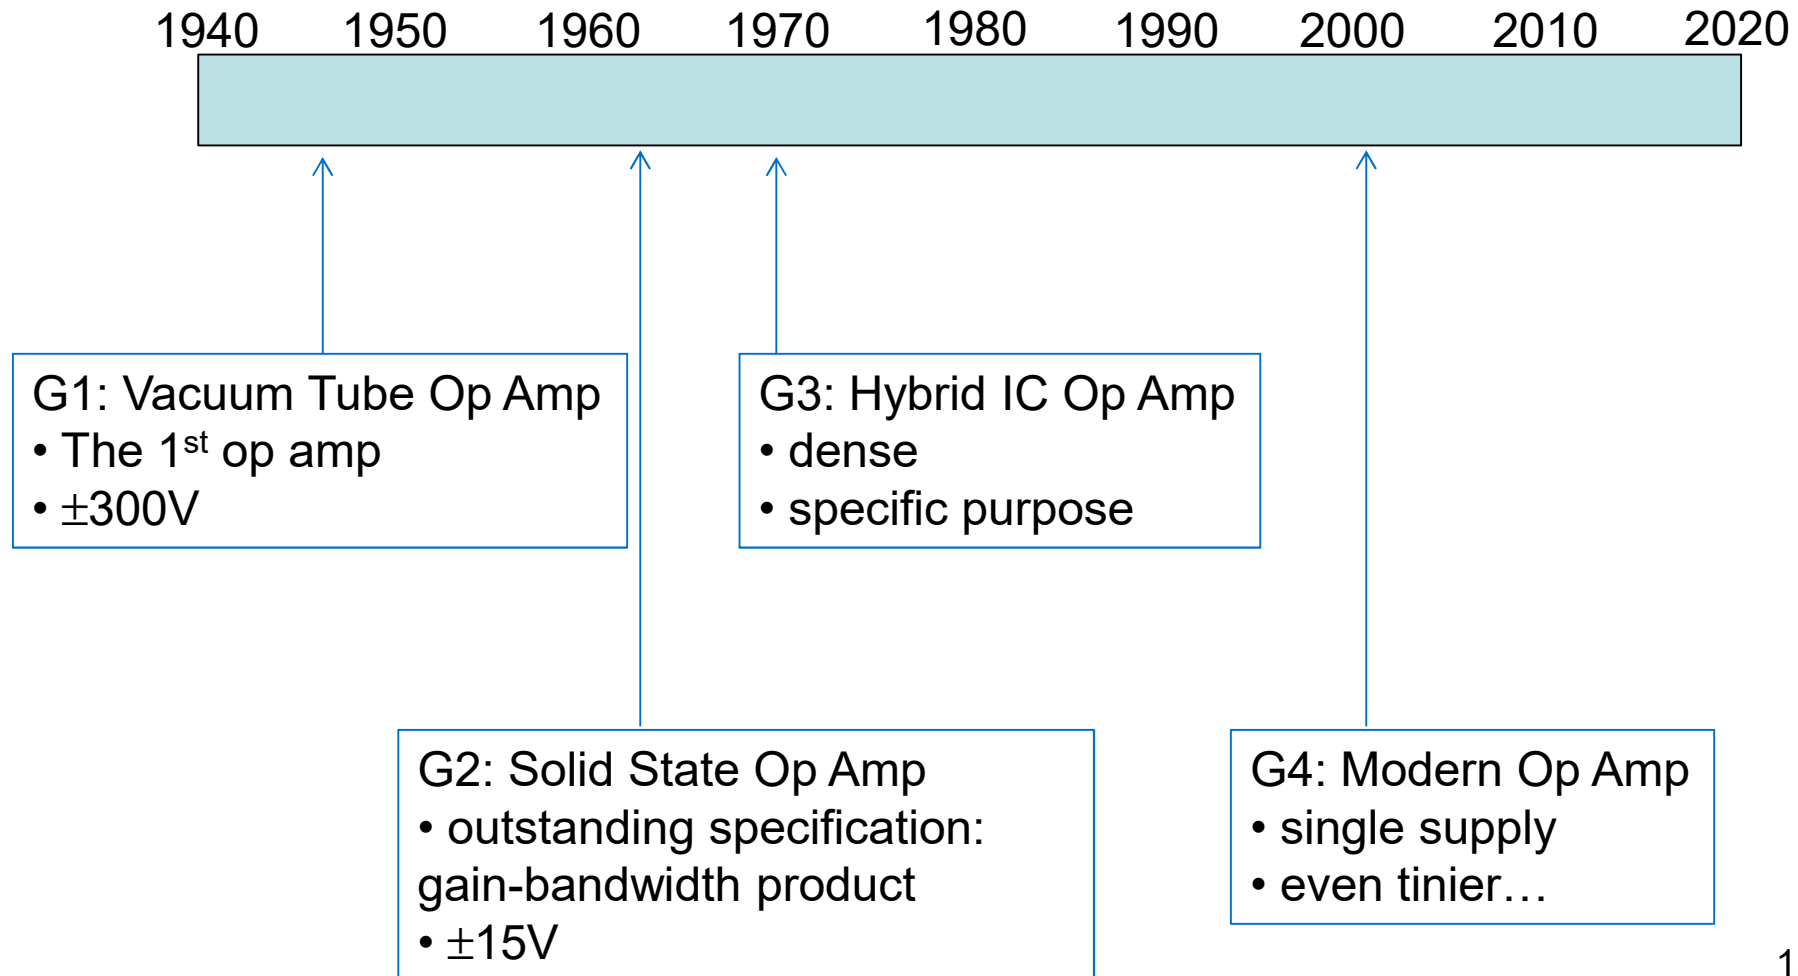 1940 1950 1960 1970 1980 1990 2000 2010 2020
G1: Vacuum Tube Op Amp
• The 1st op amp
• ±300V
G3: Hybrid IC Op Amp
• dense
• specific purpose
G2: Solid State Op Amp
• outstanding specification:
gain-bandwidth product
• ±15V
G4: Modern Op Amp
• single supply
• even tinier…
1